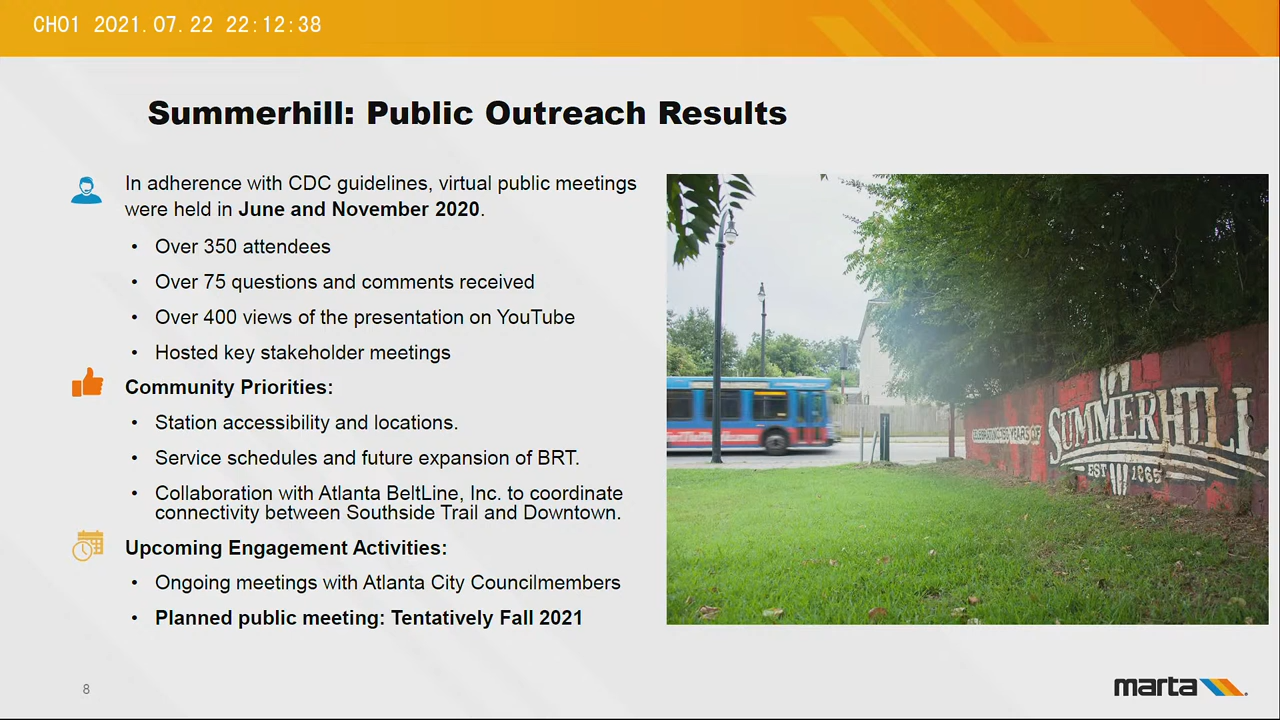 CH01 2021.07.22 22:12:38
Summerhill: Public Outreach Results
In adherence with CDC guidelines, virtual public meetings
were held in June and November 2020.
• Over 350 attendees
• Over 75 questions and comments received
• Over 400 views of the presentation on YouTube
• Hosted key stakeholder meetings
Community Priorities:
• Station accessibility and locations.
• Service schedules and future expansion of BRT.
• Collaboration with Atlanta BeltLine, Inc. to coordinate
connectivity between Southside Trail and Downtown.
Upcoming Engagement Activities:
• Ongoing meetings with Atlanta City Councilmembers
• Planned public meeting: Tentatively Fall 2021
YEARS OF
SUMMERHILL
EST 1865
8
marta